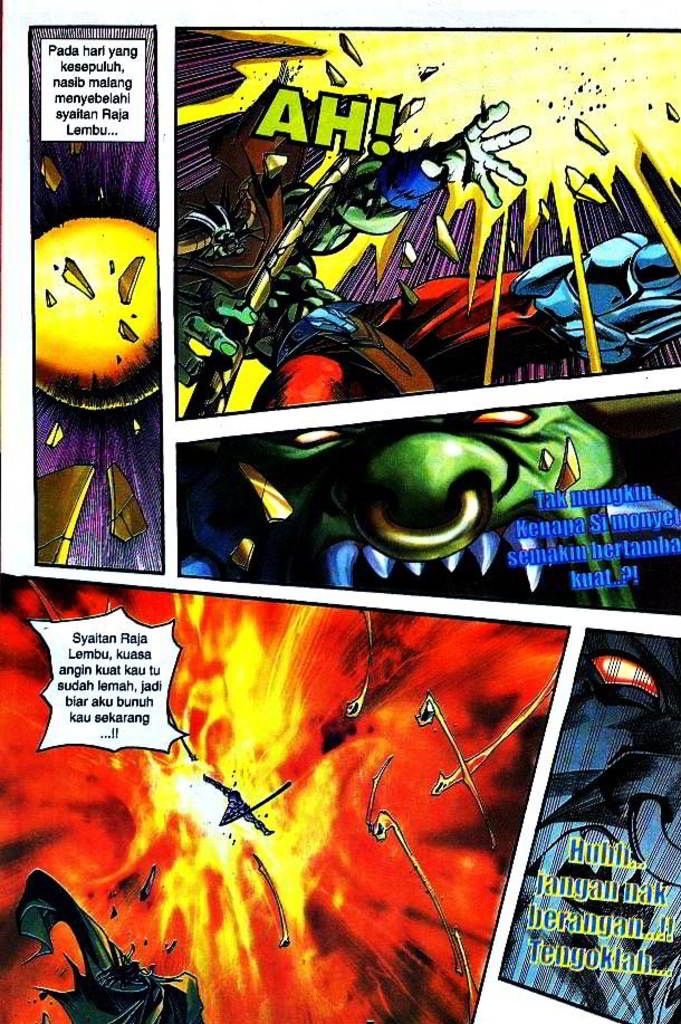 Pada hari yang
kesepuluh,
nasib malang
menyebelahi
syaitan Raja
Lembu...
AH!
Tak mungkin...
Kenapa Si monyet
semakin bertamba
kuat..?!
Syaitan Raja
Lembu, kuasa
angin kuat kau tu
sudah lemah, jadi
biar aku bunuh
kau sekarang
...!!
Huhh..
jangan nak
berangan..!!
Tengoklah....